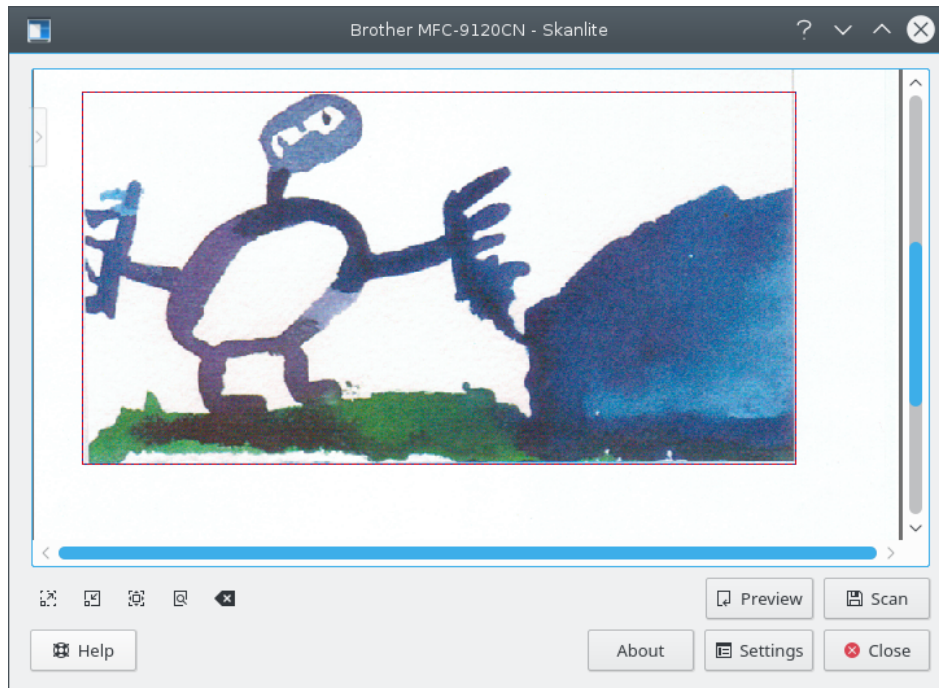 Brother MFC-9120CN - Skanlite
Preview
Scan
Help
About
Settings
Close